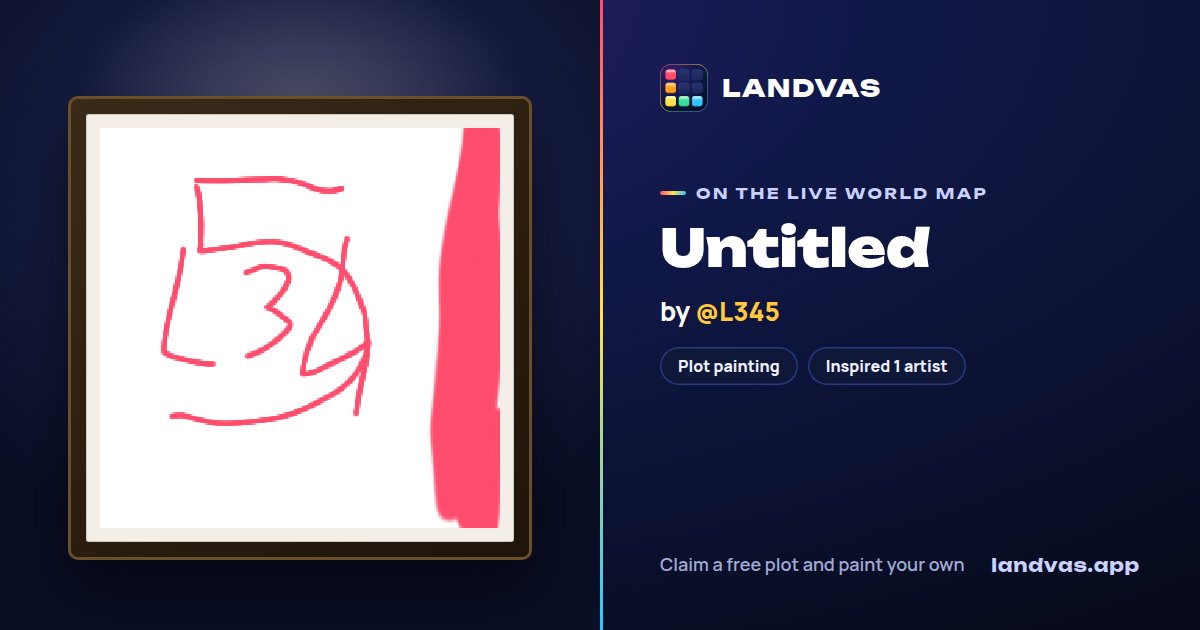 L345
LANDVAS
ON THE LIVE WORLD MAP
Untitled
by @L345
Plot painting
Inspired 1 artist
Claim a free plot and paint your own
landvas.app